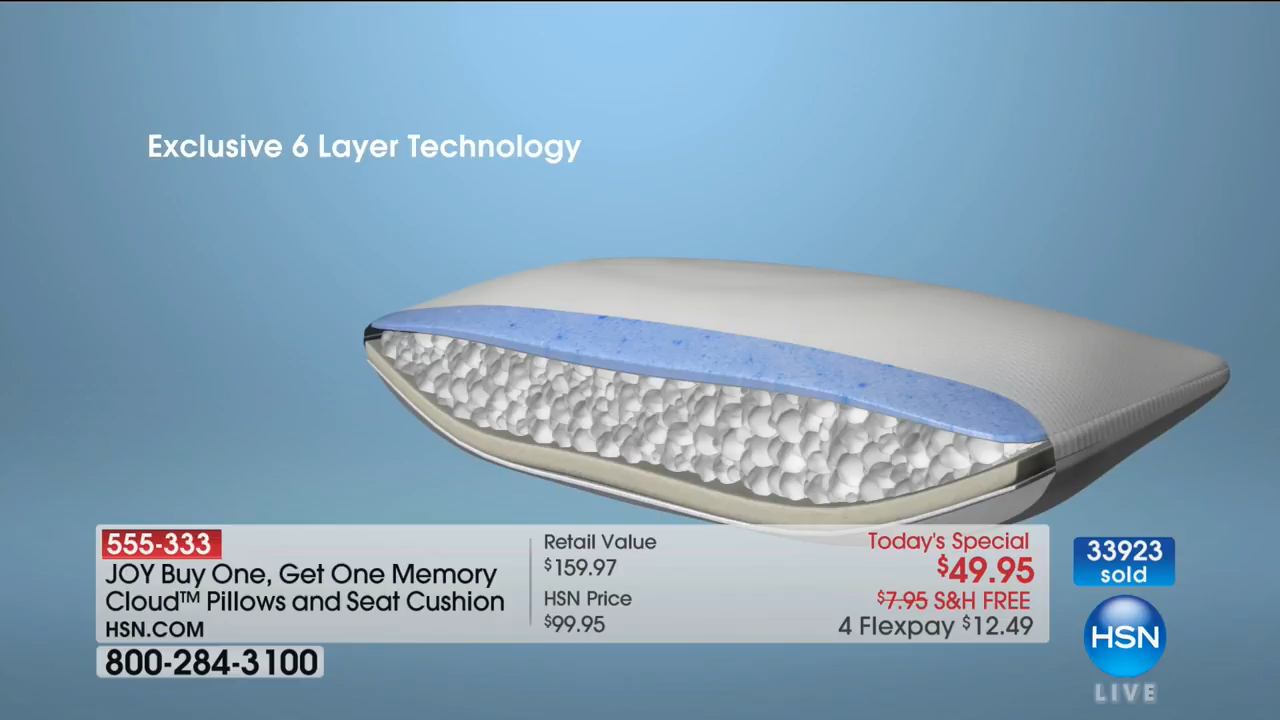 Exclusive 6 Layer Technology
555-333
JOY Buy One, Get One Memory
Cloud™ Pillows and Seat Cushion
HSN.COM
800-284-3100
Retail Value
$159.97
HSN Price
$99.95
Today's Special
$49.95
$7.95 S&H FREE
4 Flexpay $12.49
33923
sold
HSN
LIVE